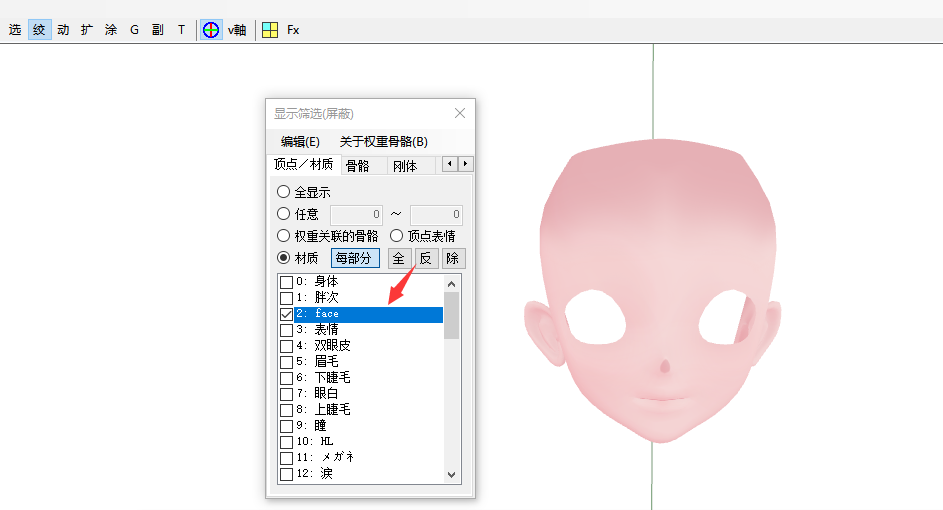 选 绞 动 扩 涂 G 副 T v軸 Fx
显示筛选(屏蔽)
编辑(E) 关于权重骨骼(B)
顶点／材质 骨骼 刚体
全显示
任意 0 ～ 0
权重关联的骨骼 顶点表情
材质 每部分 全 反 除
0: 身体
1: 胖次
2: face
3: 表情
4: 双眼皮
5: 眉毛
6: 下睫毛
7: 眼白
8: 上睫毛
9: 瞳
10: HL
11: メガネ
12: 涙